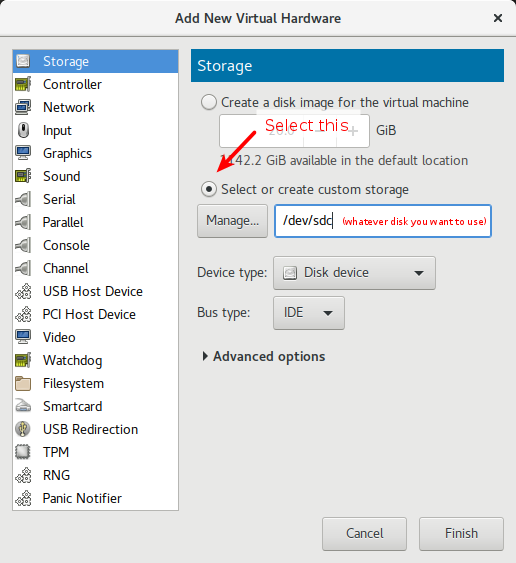 Add New Virtual Hardware
Storage
Controller
Network
Input
Graphics
Sound
Serial
Parallel
Console
Channel
USB Host Device
PCI Host Device
Video
Watchdog
Filesystem
Smartcard
USB Redirection
TPM
RNG
Panic Notifier
Storage
Create a disk image for the virtual machine
Select this
GiB
142.2 GiB available in the default location
Select or create custom storage
Manage... /dev/sdc (whatever disk you want to use)
Device type: Disk device
Bus type: IDE
Advanced options
Cancel Finish